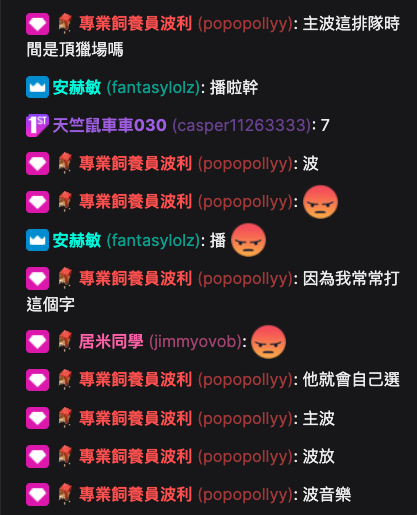 專業飼養員波利 (popopollyy): 主波這排隊時
間是頂獵場嗎
安赫敏 (fantasylolz): 播啦幹
1ST 天竺鼠車車030 (casper11263333): 7
專業飼養員波利 (popopollyy): 波
專業飼養員波利 (popopollyy):
安赫敏 (fantasylolz): 播
專業飼養員波利 (popopollyy): 因為我常常打
這個字
居米同學 (jimmyovob):
專業飼養員波利 (popopollyy): 他就會自己選
專業飼養員波利 (popopollyy): 主波
專業飼養員波利 (popopollyy): 波放
專業飼養員波利 (popopollyy): 波音樂